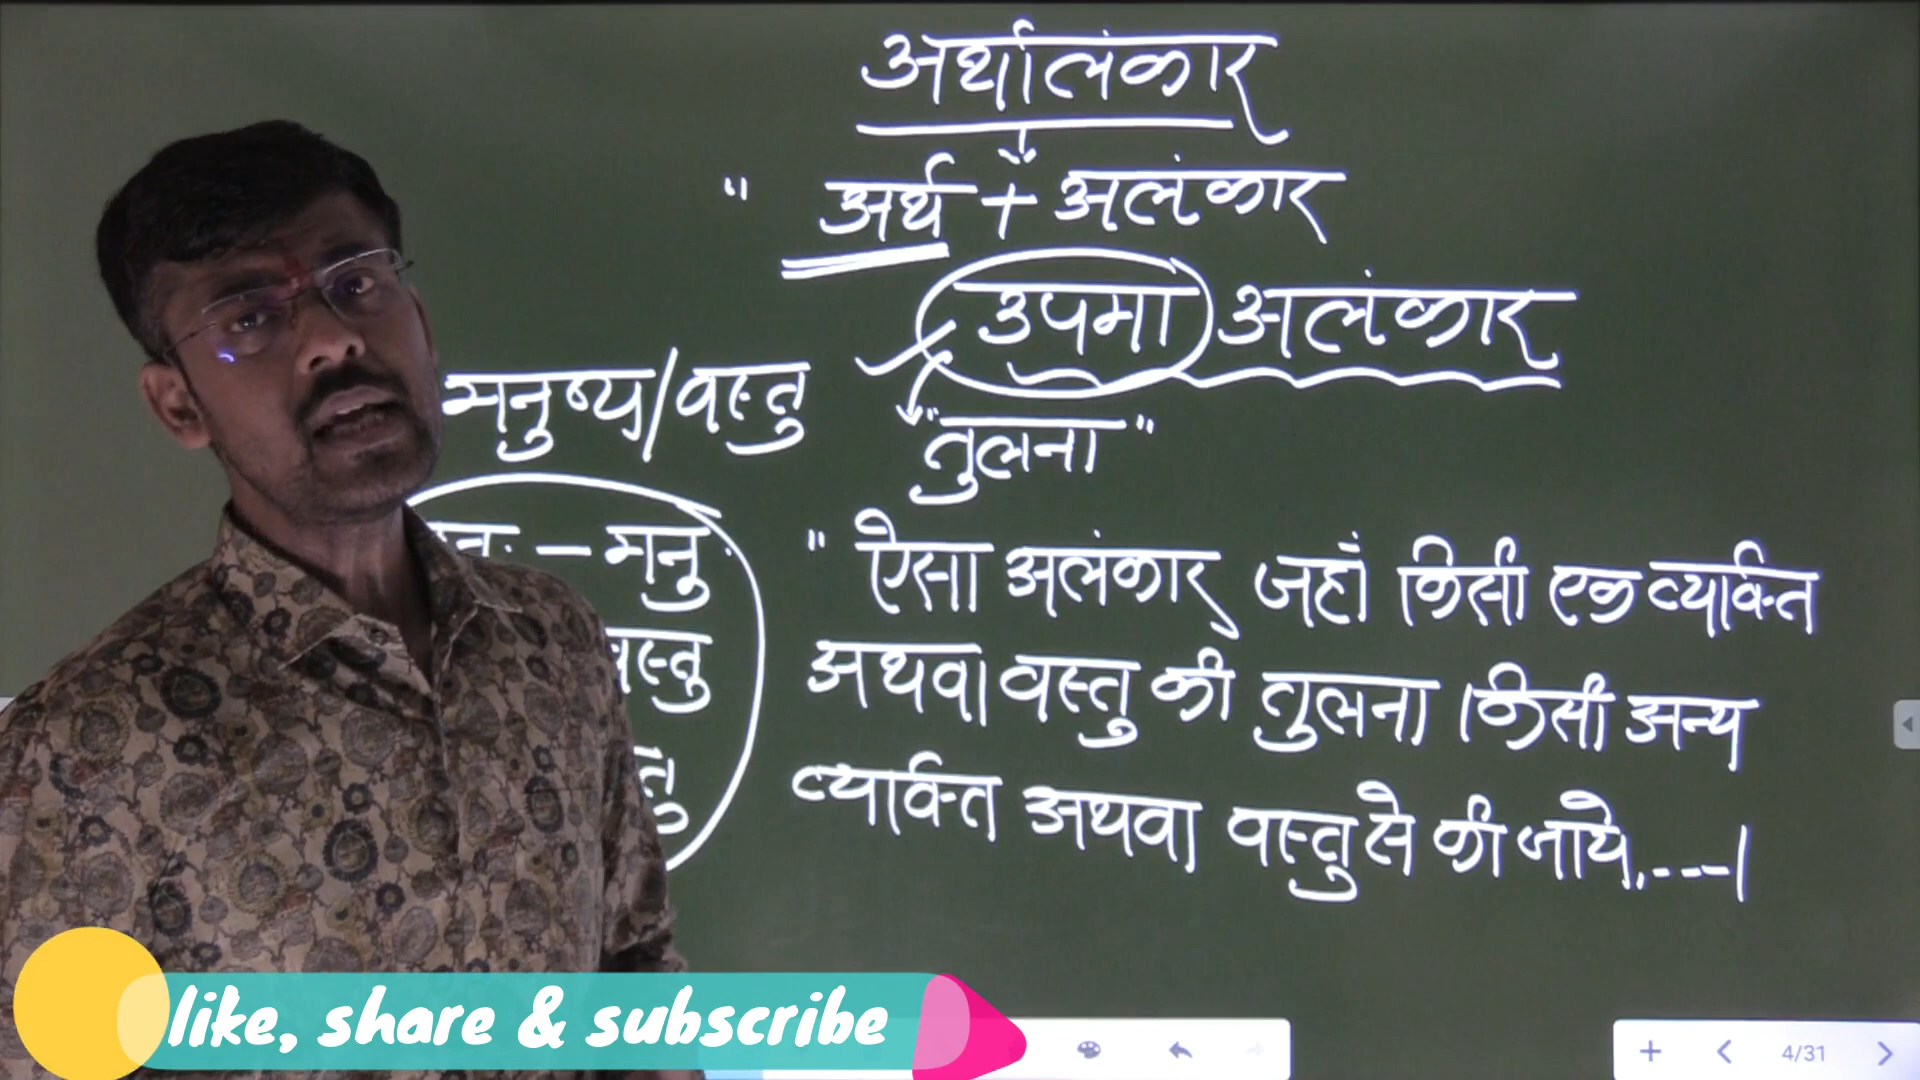 अर्थालंकार
" अर्थ + अलंकार
उपमा अलंकार
मनुष्य/वस्तु
"तुलना"
– मनु.
वस्तु
" ऐसा अलंकार जहाँ किसी एक व्यक्ति
अथवा वस्तु की तुलना किसी अन्य
व्यक्ति अथवा वस्तु से की जाये.---।
like, share & subscribe
4/31